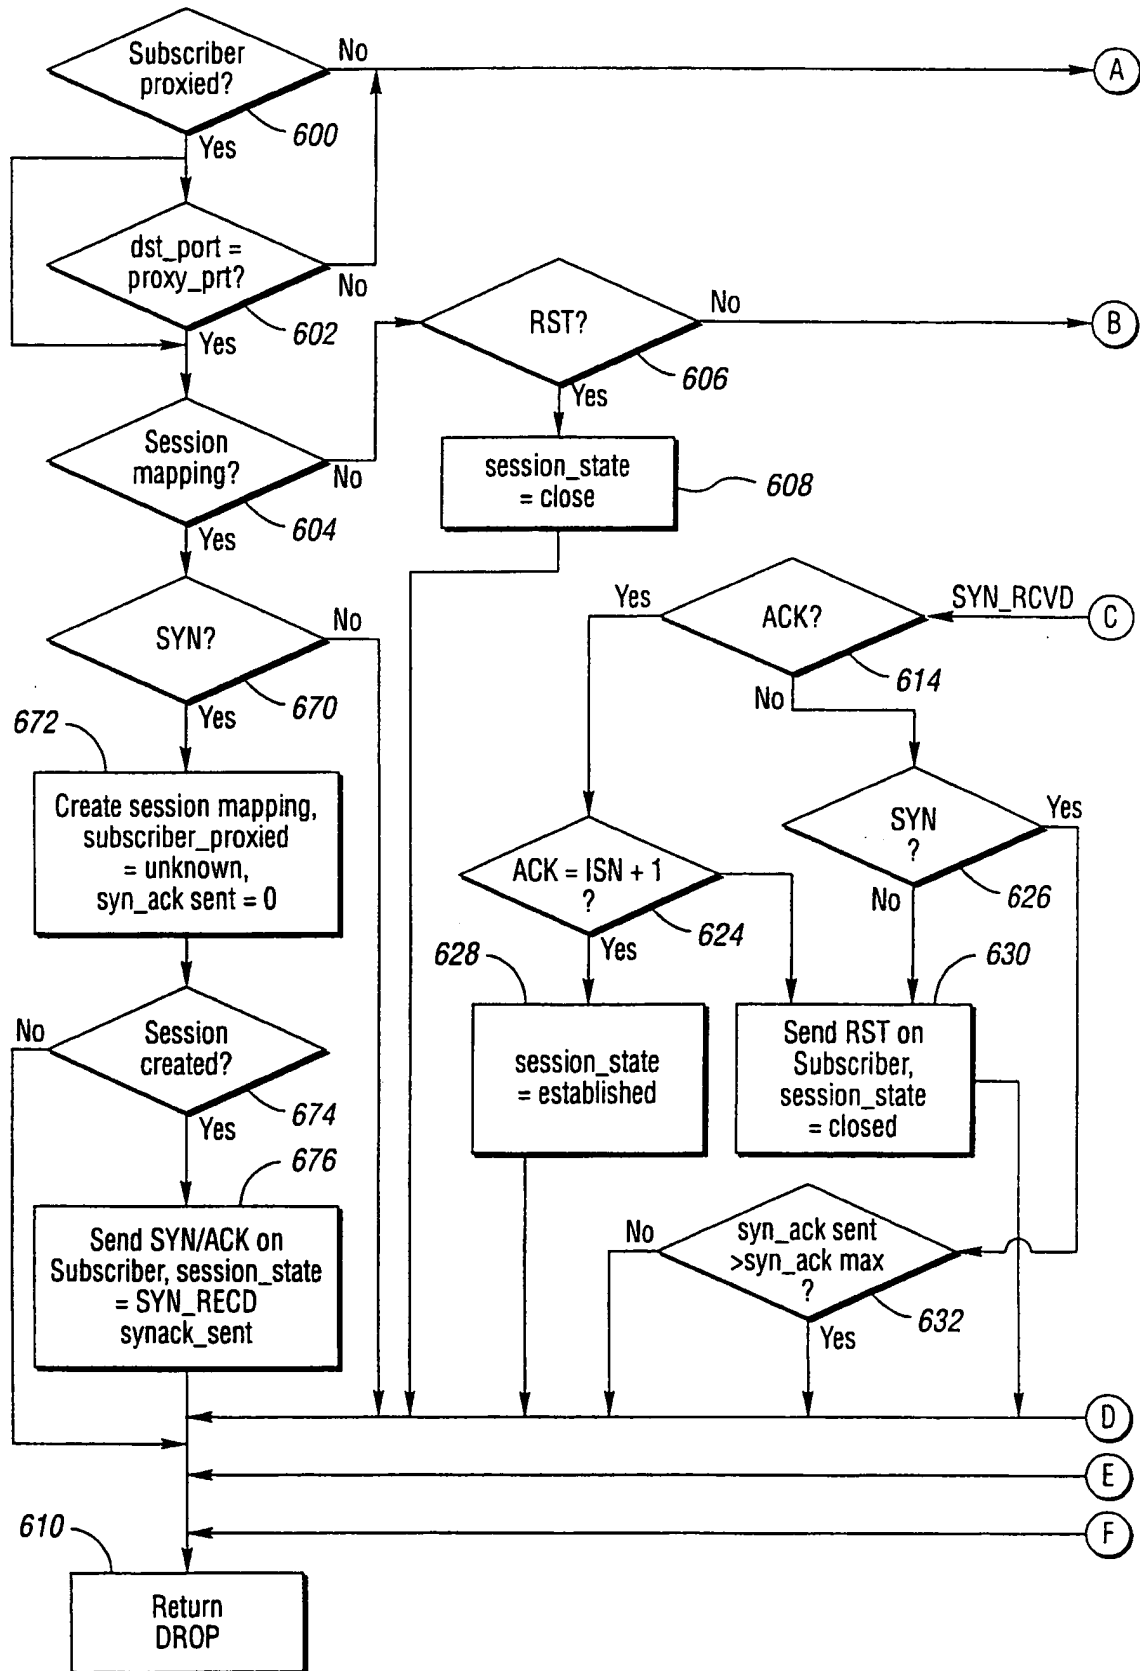 Subscriber
proxied?
No
A
600
Yes
dst_port =
proxy_prt?
No
602
Yes
RST?
No
B
606
Yes
Session
mapping?
No
604
Yes
session_state
= close
608
SYN?
No
670
Yes
ACK?
Yes
SYN_RCVD
C
614
No
672
Create session mapping,
subscriber_proxied
= unknown,
syn_ack sent = 0
SYN
?
Yes
626
No
ACK = ISN + 1
?
624
Yes
628
session_state
= established
630
Send RST on
Subscriber,
session_state
= closed
Session
created?
No
674
Yes
676
Send SYN/ACK on
Subscriber, session_state
= SYN_RECD
synack_sent
syn_ack sent
>syn_ack max
?
No
632
Yes
D
E
F
610
Return
DROP